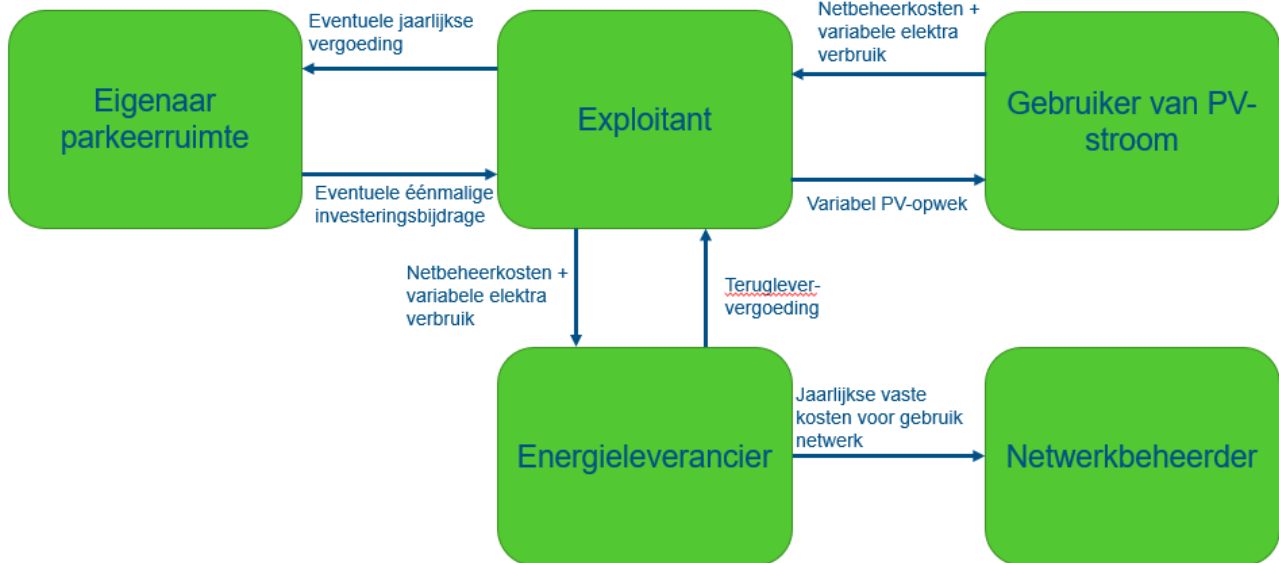 Eventuele jaarlijkse
vergoeding
Netbeheerkosten +
variabele elektra
verbruik
Eigenaar
parkeerruimte
Exploitant
Gebruiker van PV-
stroom
Eventuele éénmalige
investeringsbijdrage
Variabel PV-opwek
Netbeheerkosten +
variabele elektra
verbruik
Teruglever-
vergoeding
Jaarlijkse vaste
kosten voor gebruik
netwerk
Energieleverancier
Netwerkbeheerder